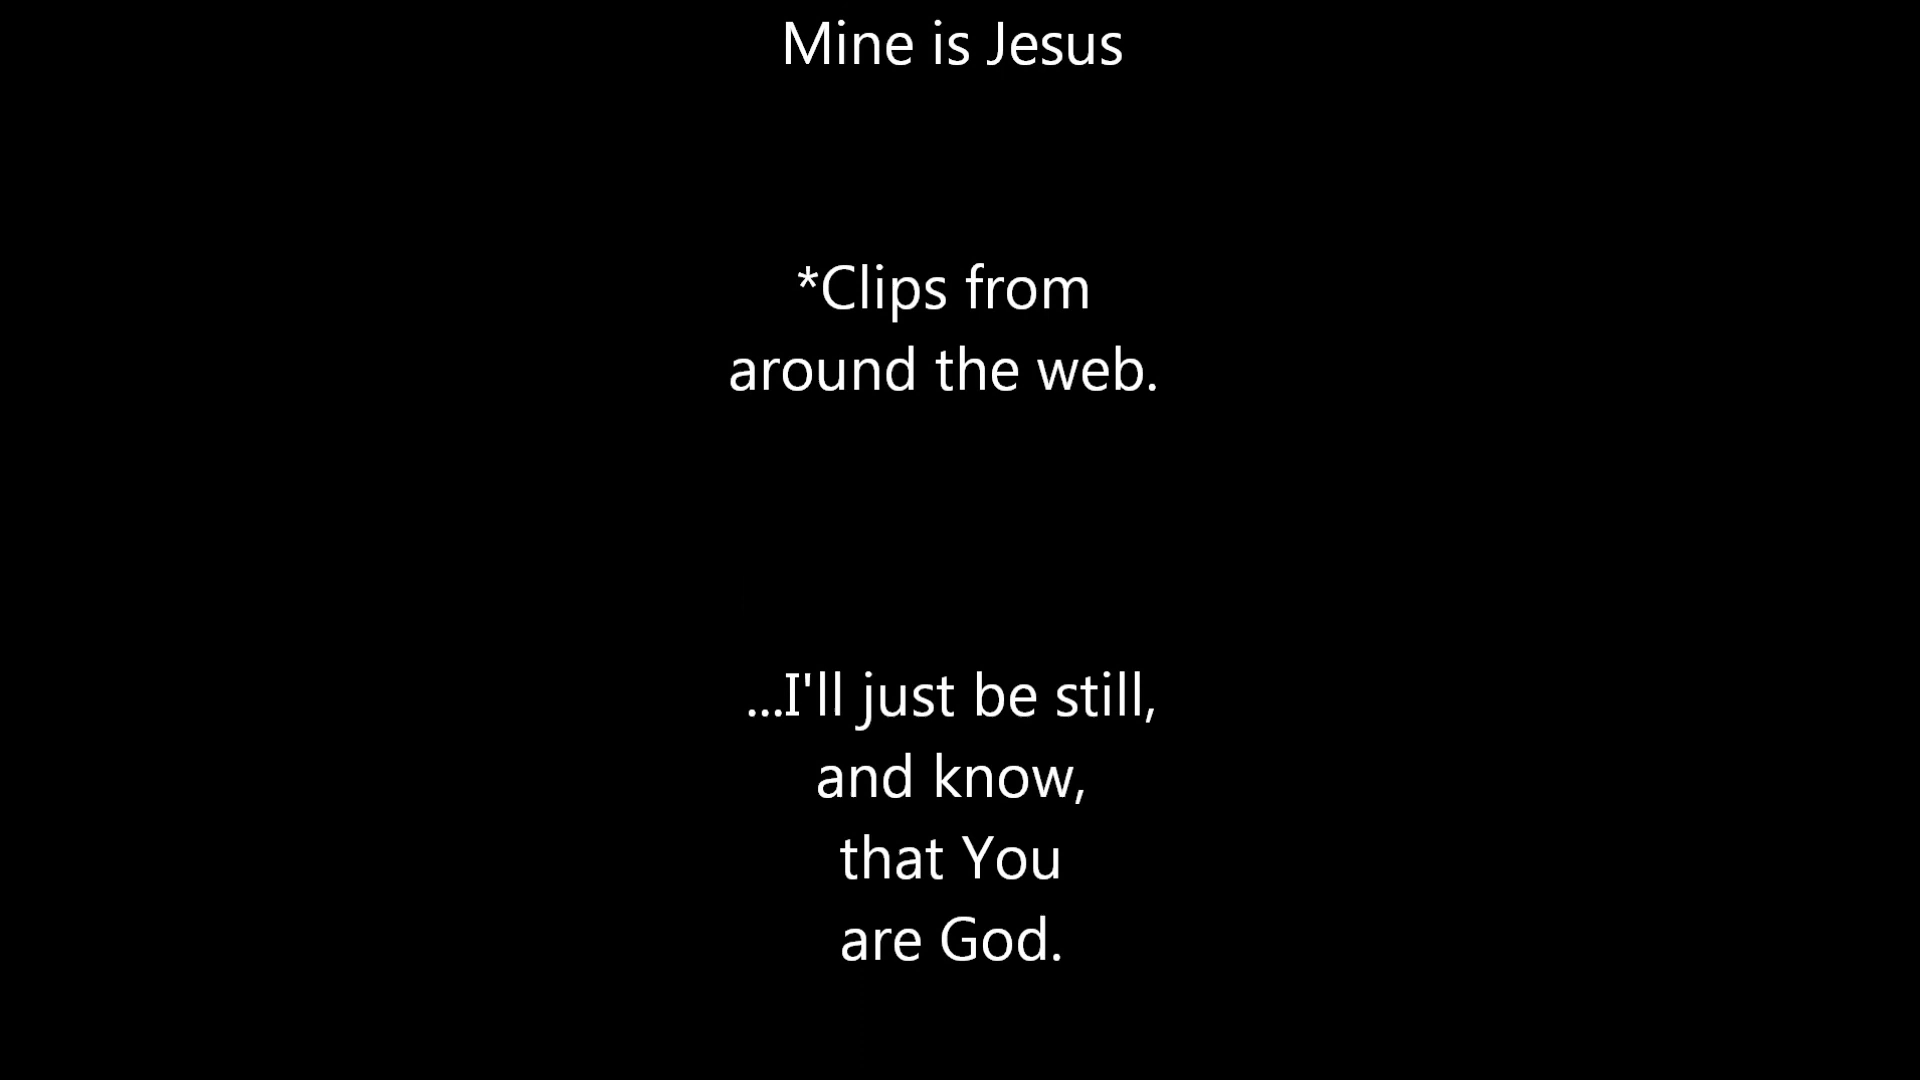 Mine is Jesus
*Clips from
around the web.
...I'll just be still,
and know,
that You
are God.